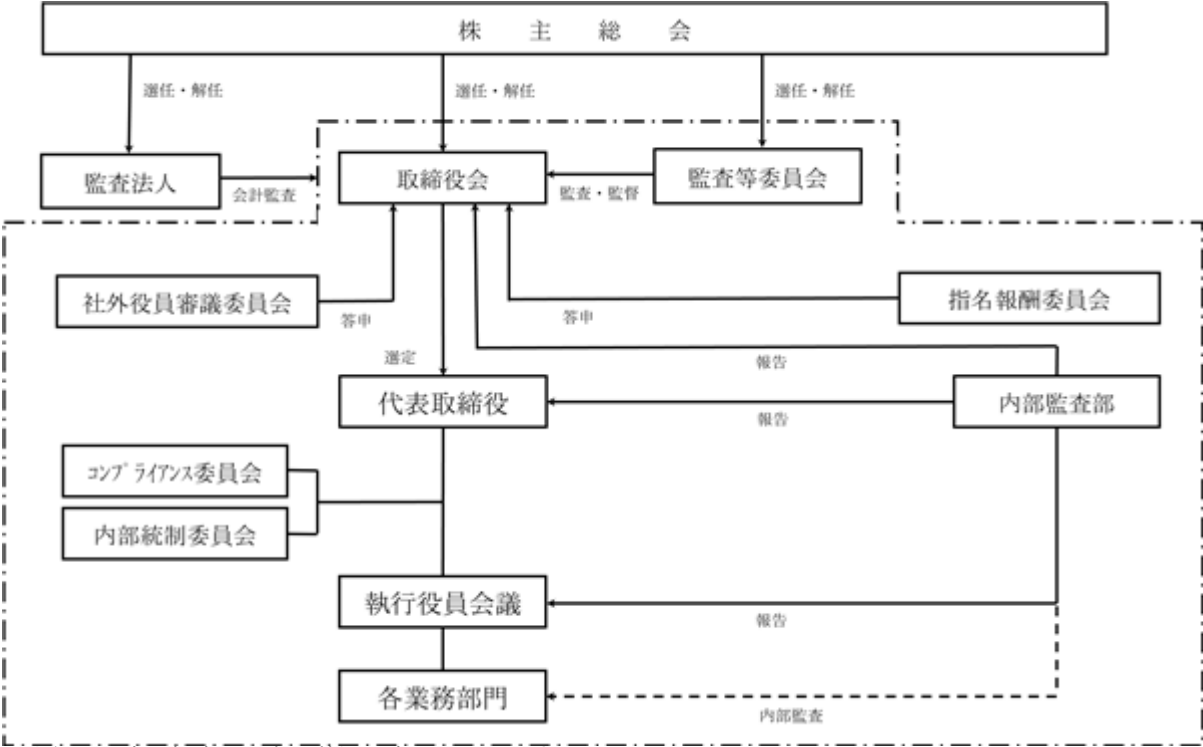 株主総会
選任・解任
選任・解任
選任・解任
監査法人
会計監査
取締役会
監査・監督
監査等委員会
社外役員審議委員会
答申
答申
指名報酬委員会
選定
報告
代表取締役
報告
内部監査部
ｺﾝﾌﾟﾗｲｱﾝｽ委員会
内部統制委員会
執行役員会議
報告
各業務部門
内部監査